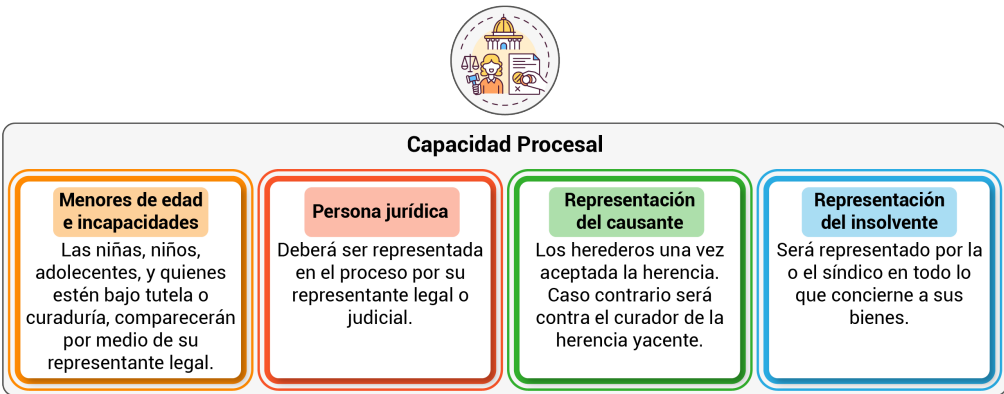 Capacidad Procesal
Menores de edad
e incapacidades
Las niñas, niños,
adolecentes, y quienes
estén bajo tutela o
curaduría, comparecerán
por medio de su
representante legal.
Persona jurídica
Deberá ser representada
en el proceso por su
representante legal o
judicial.
Representación
del causante
Los herederos una vez
aceptada la herencia.
Caso contrario será
contra el curador de la
herencia yacente.
Representación
del insolvente
Será representado por la
o el síndico en todo lo
que concierne a sus
bienes.